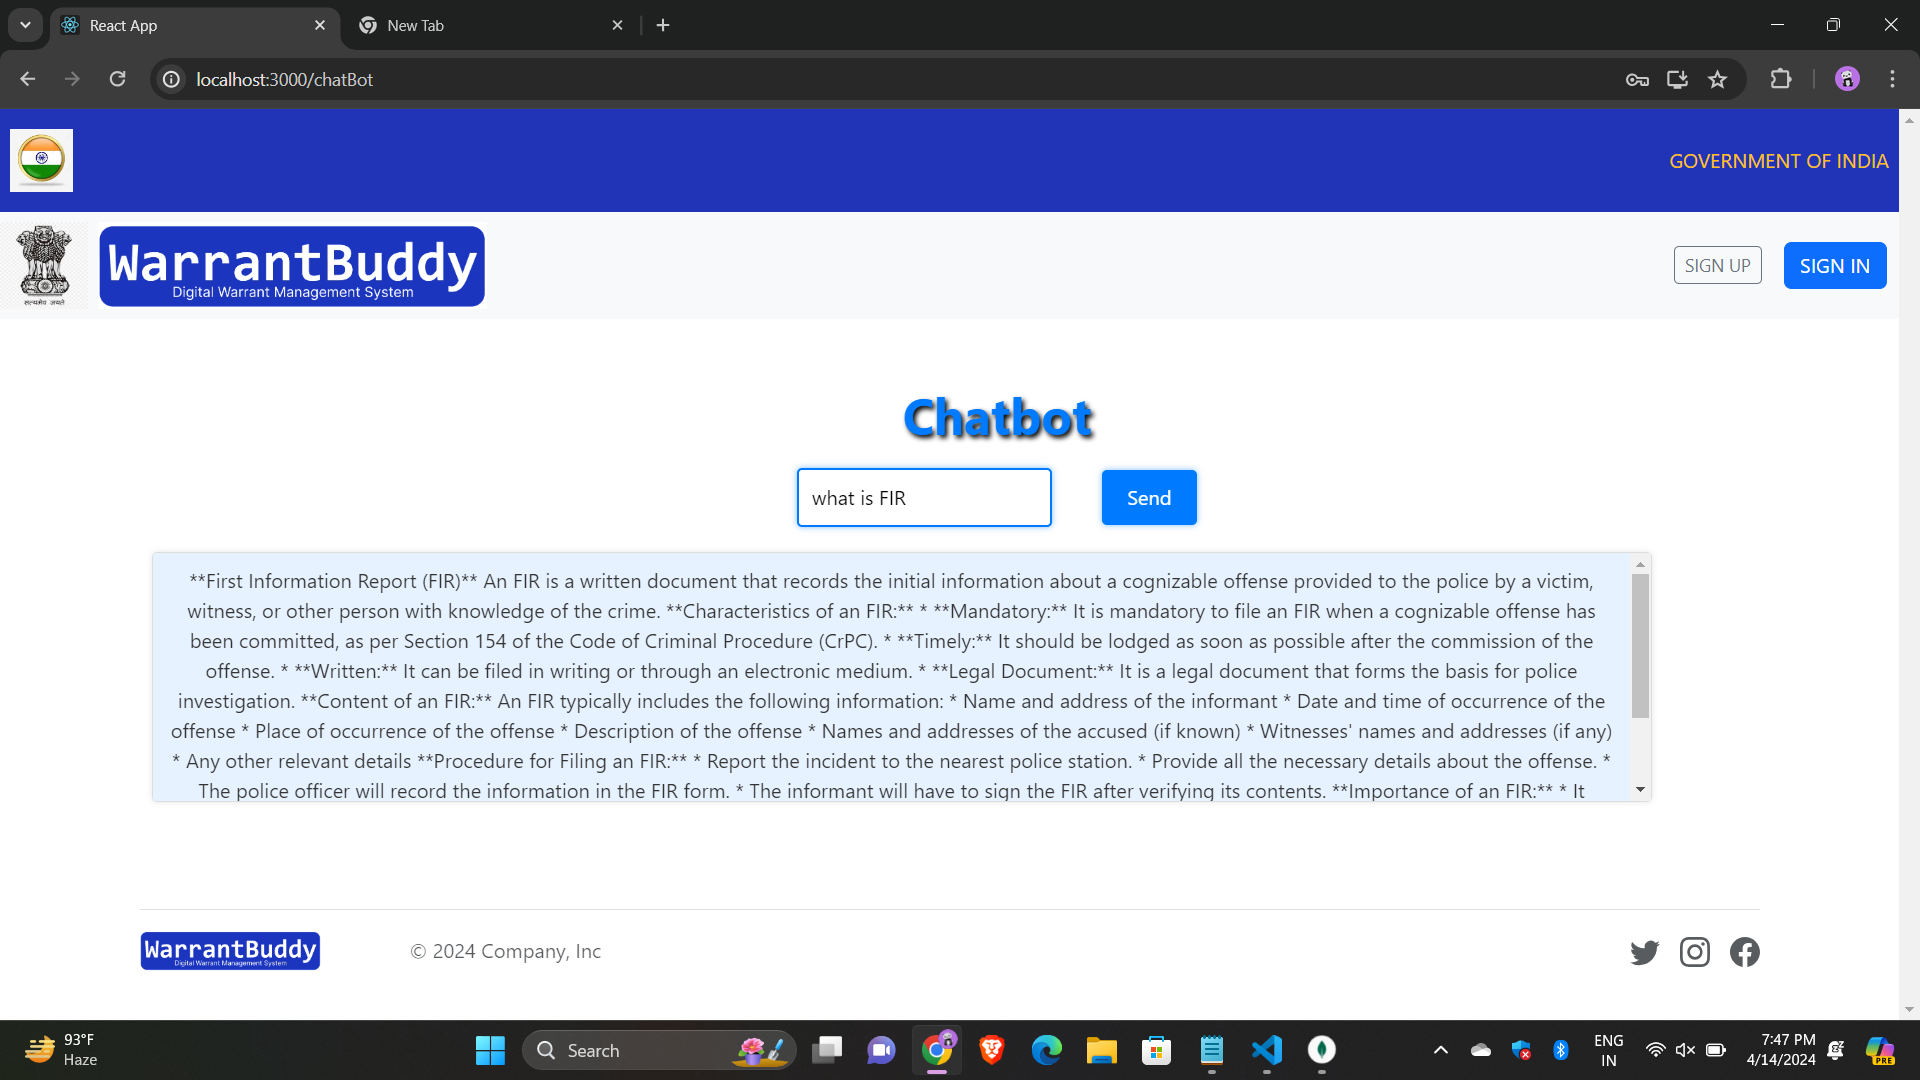 React App
New Tab
localhost:3000/chatBot
GOVERNMENT OF INDIA
सत्यमेव जयते
WarrantBuddy
Digital Warrant Management System
SIGN UP
SIGN IN
Chatbot
what is FIR
Send
**First Information Report (FIR)** An FIR is a written document that records the initial information about a cognizable offense provided to the police by a victim,
witness, or other person with knowledge of the crime. **Characteristics of an FIR:** * **Mandatory:** It is mandatory to file an FIR when a cognizable offense has
been committed, as per Section 154 of the Code of Criminal Procedure (CrPC). * **Timely:** It should be lodged as soon as possible after the commission of the
offense. * **Written:** It can be filed in writing or through an electronic medium. * **Legal Document:** It is a legal document that forms the basis for police
investigation. **Content of an FIR:** An FIR typically includes the following information: * Name and address of the informant * Date and time of occurrence of the
offense * Place of occurrence of the offense * Description of the offense * Names and addresses of the accused (if known) * Witnesses' names and addresses (if any)
* Any other relevant details **Procedure for Filing an FIR:** * Report the incident to the nearest police station. * Provide all the necessary details about the offense. *
The police officer will record the information in the FIR form. * The informant will have to sign the FIR after verifying its contents. **Importance of an FIR:** * It
WarrantBuddy
Digital Warrant Management System
© 2024 Company, Inc
93°F
Haze
Search
ENG
IN
7:47 PM
4/14/2024
PRE